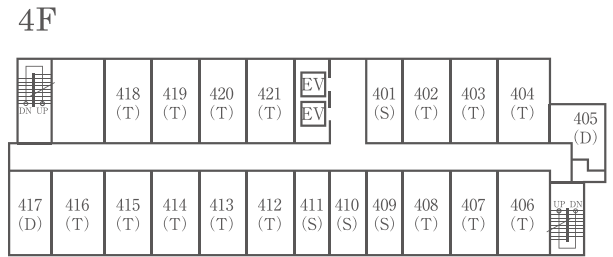 4F
DN UP
418
(T)
419
(T)
420
(T)
421
(T)
EV
EV
401
(S)
402
(T)
403
(T)
404
(T)
405
(D)
417
(D)
416
(T)
415
(T)
414
(T)
413
(T)
412
(T)
411
(S)
410
(S)
409
(S)
408
(T)
407
(T)
406
(T)
UP DN